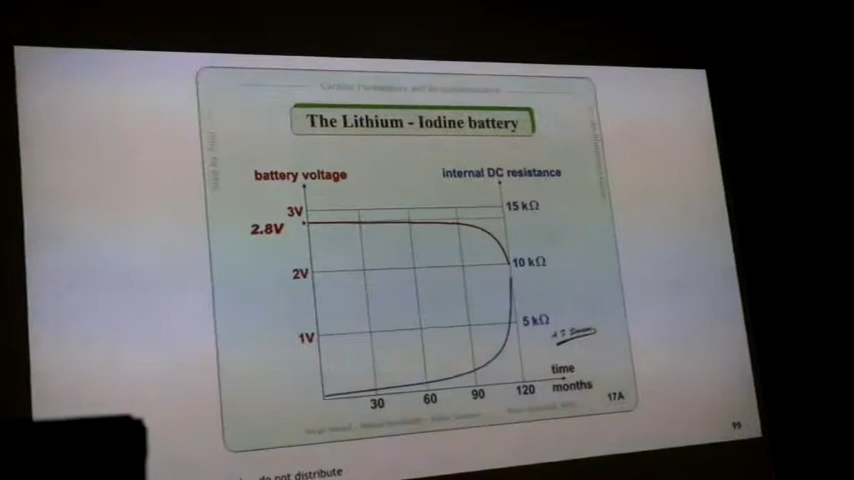 The Lithium - Iodine battery
battery voltage
internal DC resistance
3V
15 kΩ
2.8V
2V
10 kΩ
1V
5 kΩ
time
months
30
60
90
120
17A
99
do not distribute